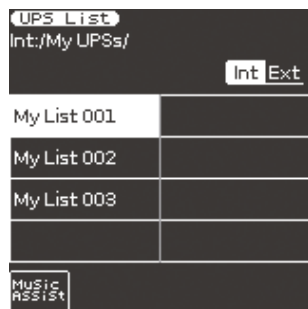 UPS List
Int:/My UPSs/
Int Ext
My List 001
My List 002
My List 003
Music
Assist